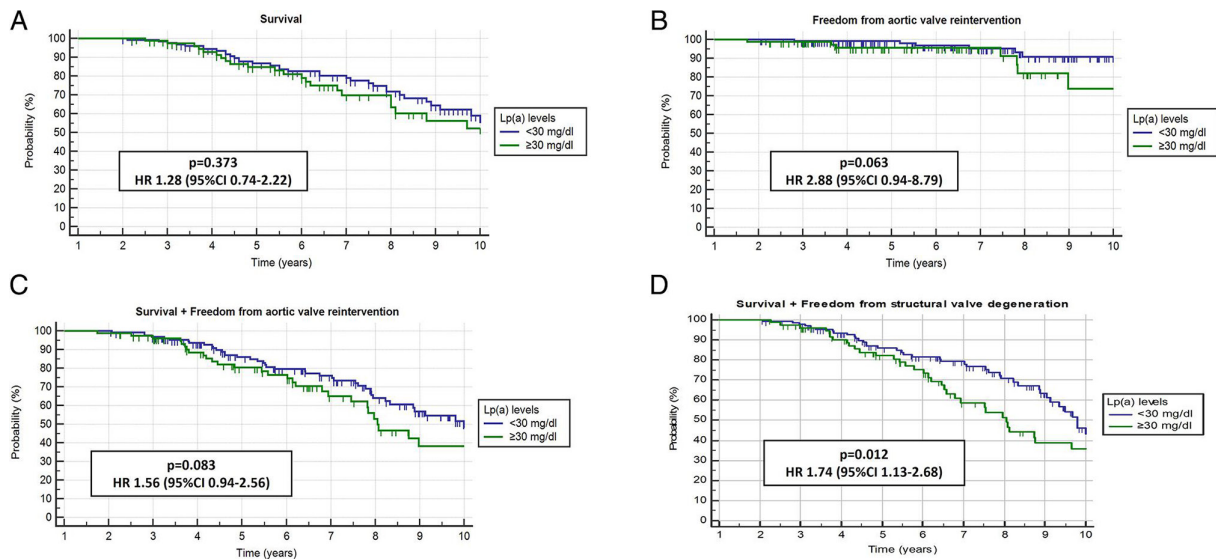 A
Survival
Probability (%)
100
90
80
70
60
50
40
30
20
10
0
p=0.373
HR 1.28 (95%CI 0.74-2.22)
1 2 3 4 5 6 7 8 9 10
Time (years)
Lp(a) levels
<30 mg/dl
≥30 mg/dl
B
Freedom from aortic valve reintervention
Probability (%)
100
90
80
70
60
50
40
30
20
10
0
p=0.063
HR 2.88 (95%CI 0.94-8.79)
1 2 3 4 5 6 7 8 9 10
Time (years)
Lp(a) levels
<30 mg/dl
≥30 mg/dl
C
Survival + Freedom from aortic valve reintervention
Probability (%)
100
90
80
70
60
50
40
30
20
10
0
p=0.083
HR 1.56 (95%CI 0.94-2.56)
1 2 3 4 5 6 7 8 9 10
Time (years)
Lp(a) levels
<30 mg/dl
≥30 mg/dl
D
Survival + Freedom from structural valve degeneration
Probability (%)
100
90
80
70
60
50
40
30
20
10
0
p=0.012
HR 1.74 (95%CI 1.13-2.68)
1 2 3 4 5 6 7 8 9 10
Time (years)
Lp(a) levels
<30 mg/dl
≥30 mg/dl